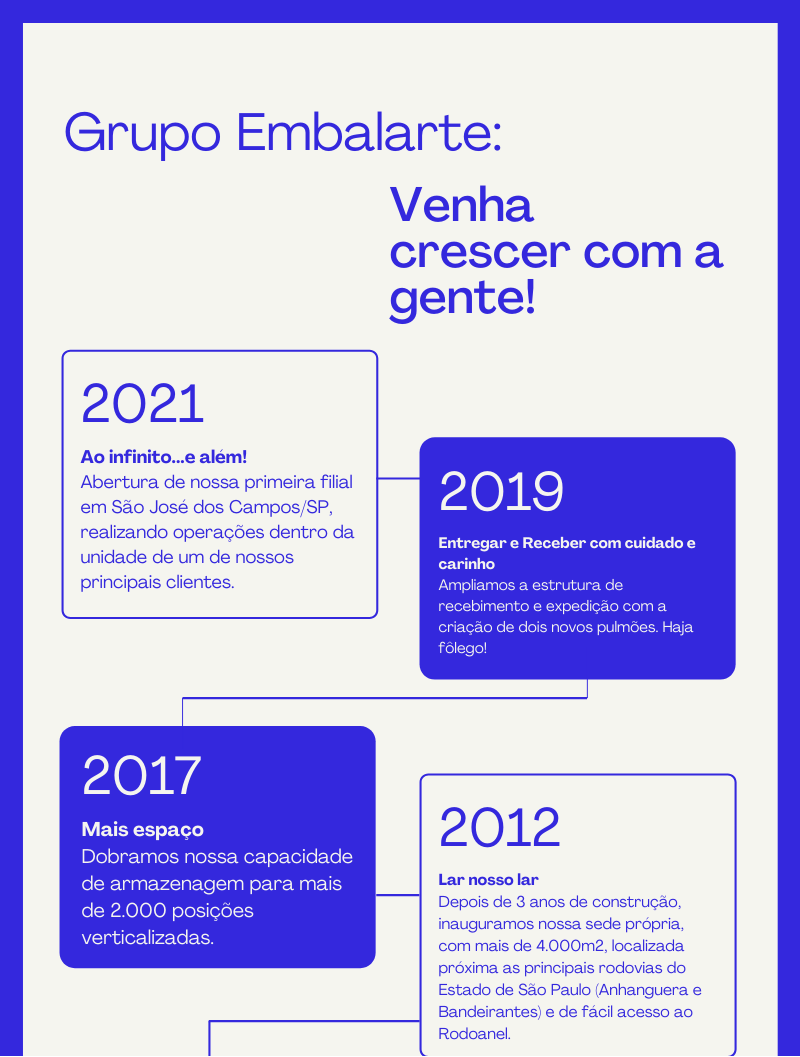 Grupo Embalarte:
Venha
crescer com a
gente!
2021
Ao infinito...e além!
Abertura de nossa primeira filial
em São José dos Campos/SP,
realizando operações dentro da
unidade de um de nossos
principais clientes.
2019
Entregar e Receber com cuidado e
carinho
Ampliamos a estrutura de
recebimento e expedição com a
criação de dois novos pulmões. Haja
fôlego!
2017
Mais espaço
Dobramos nossa capacidade
de armazenagem para mais
de 2.000 posições
verticalizadas.
2012
Lar nosso lar
Depois de 3 anos de construção,
inauguramos nossa sede própria,
com mais de 4.000m2, localizada
próxima as principais rodovias do
Estado de São Paulo (Anhanguera e
Bandeirantes) e de fácil acesso ao
Rodoanel.